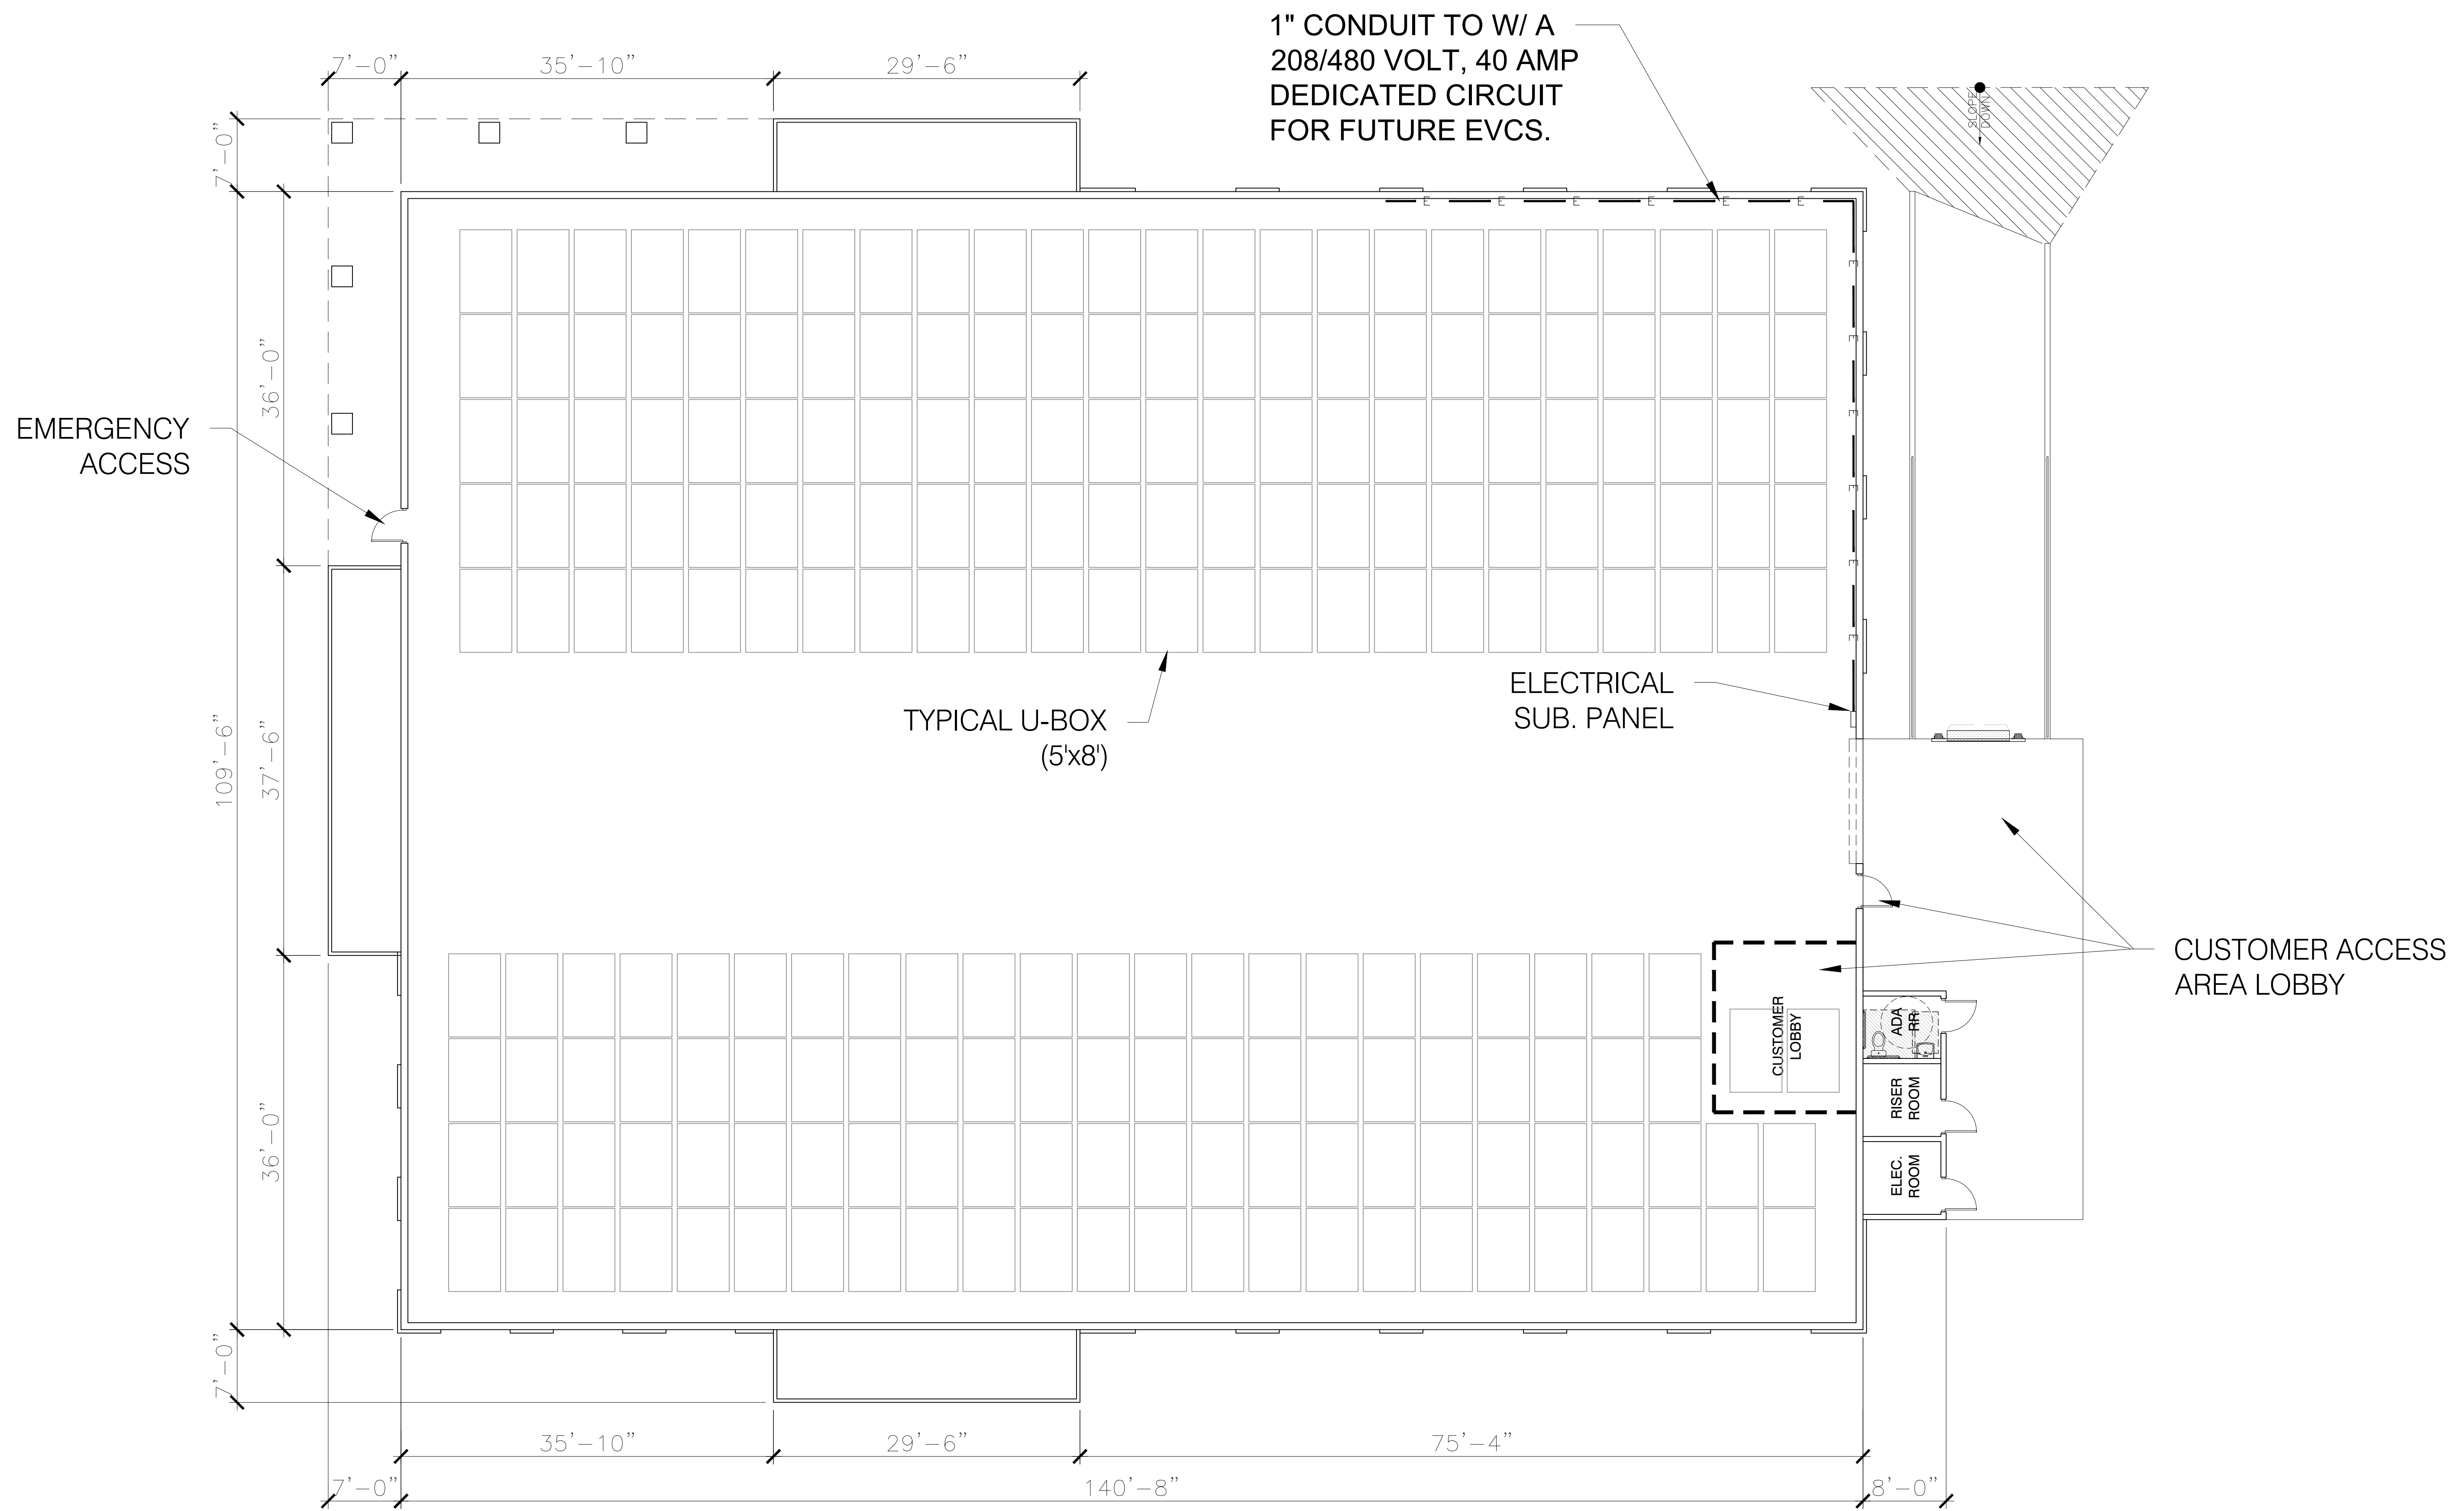 1" CONDUIT TO W/ A
208/480 VOLT, 40 AMP
DEDICATED CIRCUIT
FOR FUTURE EVCS.
7'-0"
35'-10"
29'-6"
SLOPE
DOWN
7'-0"
36'-0"
EMERGENCY
ACCESS
E
E
E
E
E
E
E
E
E
E
E
E
109'-6"
37'-6"
TYPICAL U-BOX
(5'x8')
ELECTRICAL
SUB. PANEL
CUSTOMER ACCESS
AREA LOBBY
CUSTOMER
LOBBY
ADA
RR
RISER
ROOM
ELEC.
ROOM
36'-0"
7'-0"
35'-10"
29'-6"
75'-4"
7'-0"
140'-8"
8'-0"